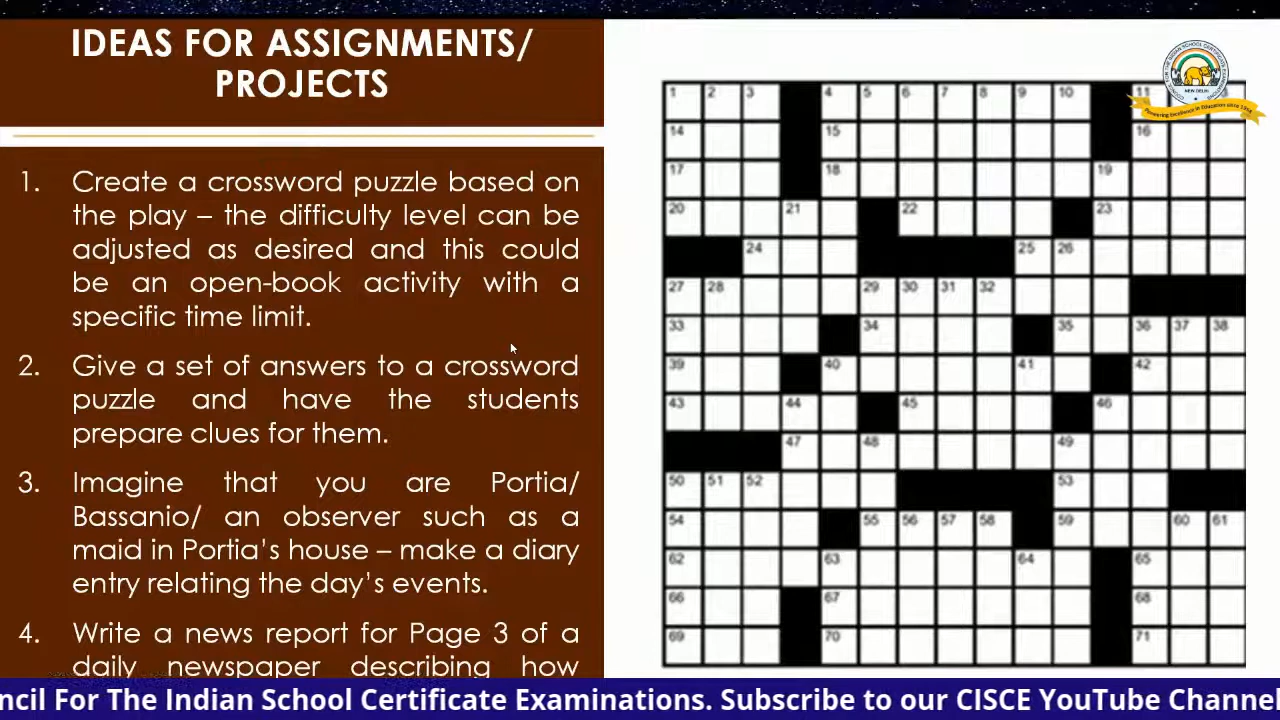 IDEAS FOR ASSIGNMENTS/
PROJECTS
1. Create a crossword puzzle based on
the play – the difficulty level can be
adjusted as desired and this could
be an open-book activity with a
specific time limit.
2. Give a set of answers to a crossword
puzzle and have the students
prepare clues for them.
3. Imagine that you are Portia/
Bassanio/ an observer such as a
maid in Portia's house – make a diary
entry relating the day's events.
4. Write a news report for Page 3 of a
daily newspaper describing how
1 2 3 4 5 6 7 8 9 10 11
14 15 16
17 18 19
20 21 22 23
24 25 26
27 28 29 30 31 32
33 34 35 36 37 38
39 40 41 42
43 44 45 46
47 48 49
50 51 52 53
54 55 56 57 58 59 60 61
62 63 64 65
66 67 68
69 70 71
NEW DELHI
Pioneering Excellence in Education since 1958
ncil For The Indian School Certificate Examinations. Subscribe to our CISCE YouTube Channel